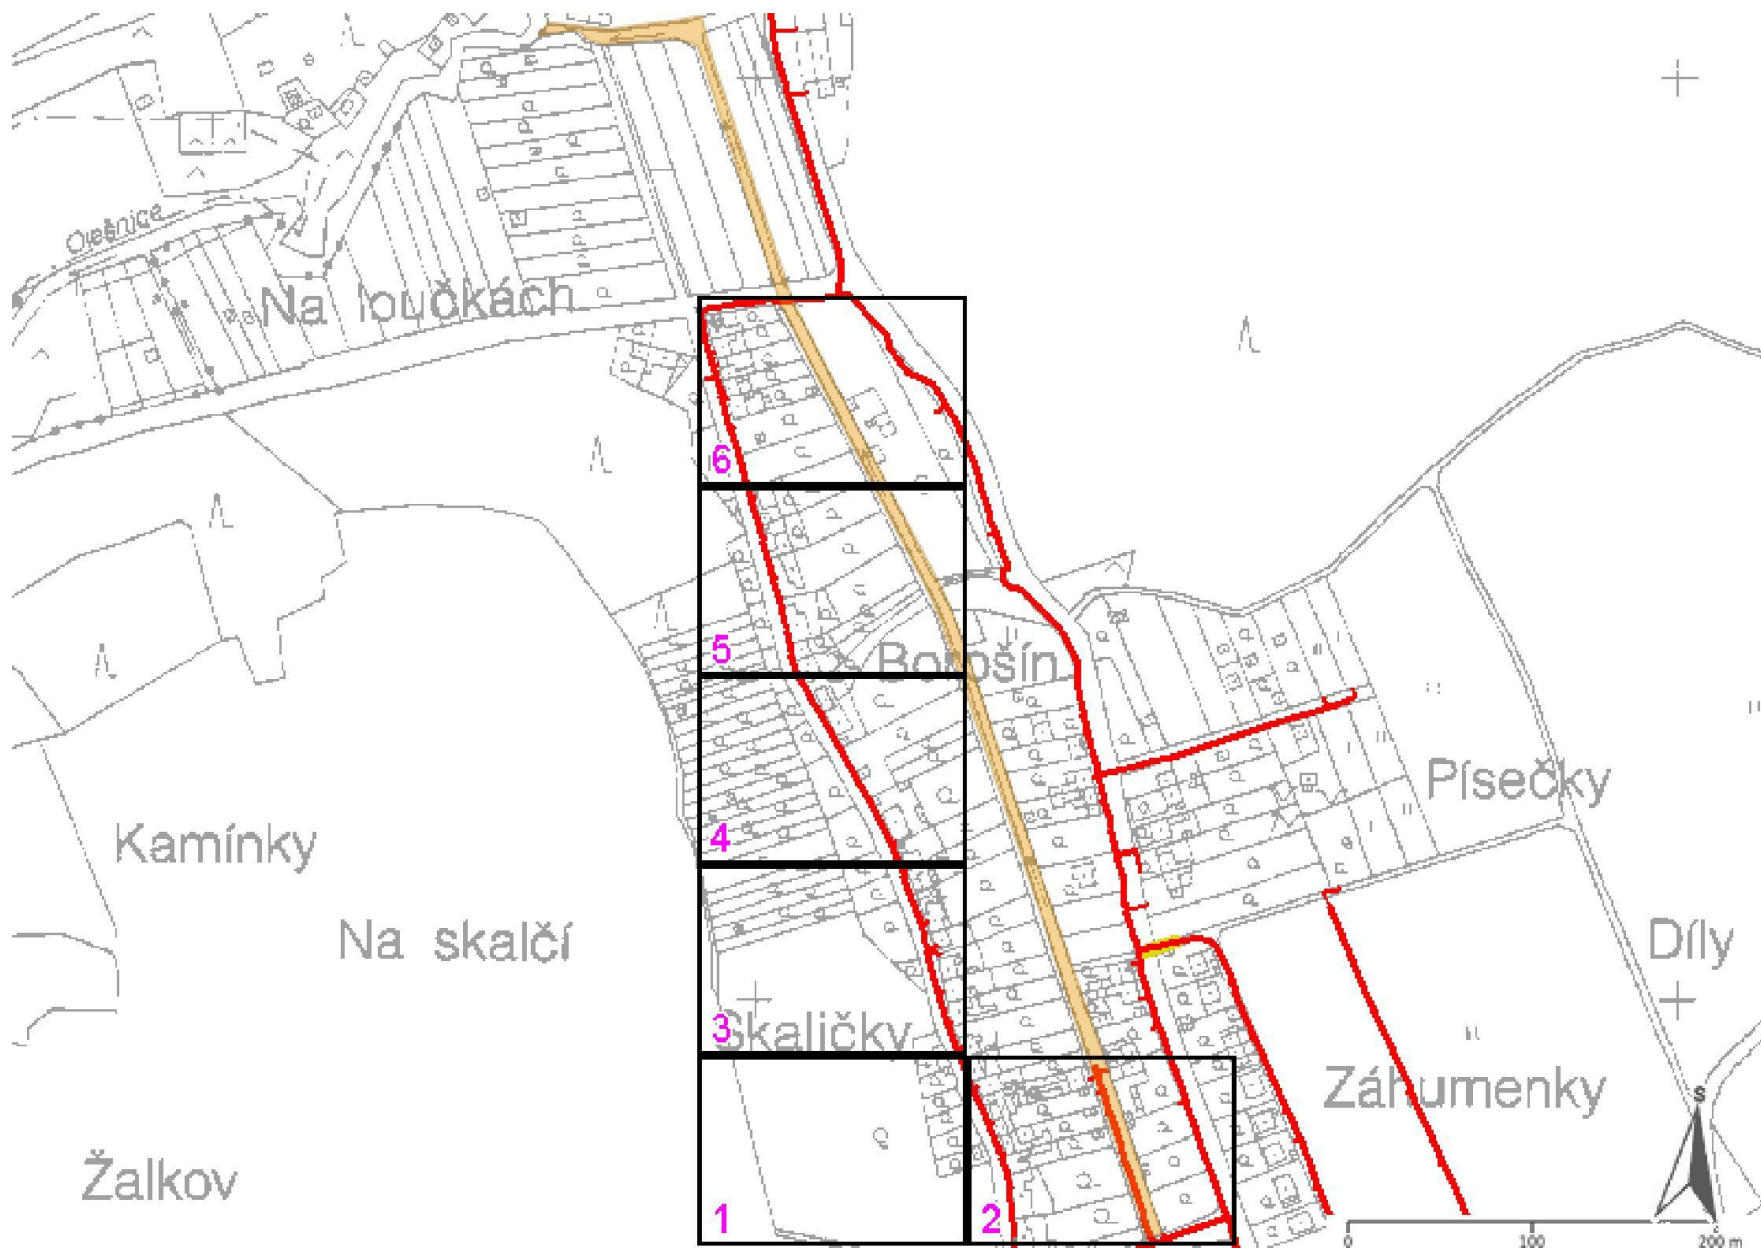 Olešnice
Na loučkách
6
5
Borošín
4
Písečky
Kamínky
Na skalčí
Díly
3
Skaličky
Záhumenky
S
Žalkov
1
2
0
100
200 m